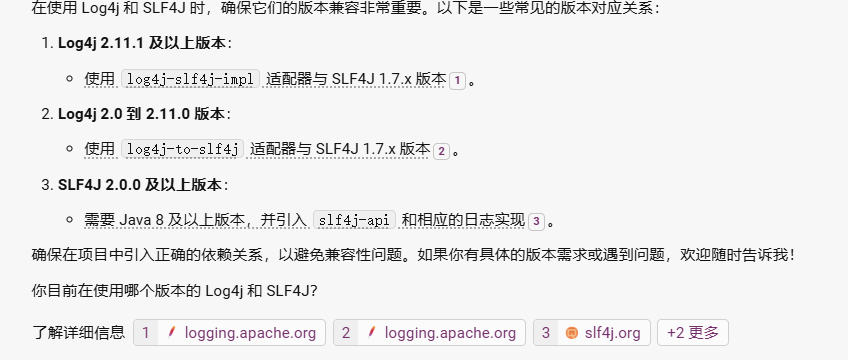 在使用 Log4j 和 SLF4J 时，确保它们的版本兼容非常重要。以下是一些常见的版本对应关系：
1. Log4j 2.11.1 及以上版本：
使用 log4j-slf4j-impl 适配器与 SLF4J 1.7.x 版本 1 。
2. Log4j 2.0 到 2.11.0 版本：
使用 log4j-to-slf4j 适配器与 SLF4J 1.7.x 版本 2 。
3. SLF4J 2.0.0 及以上版本：
需要 Java 8 及以上版本，并引入 slf4j-api 和相应的日志实现 3 。
确保在项目中引入正确的依赖关系，以避免兼容性问题。如果你有具体的版本需求或遇到问题，欢迎随时告诉我！
你目前在使用哪个版本的 Log4j 和 SLF4J？
了解详细信息 1 logging.apache.org 2 logging.apache.org 3 slf4j.org +2 更多